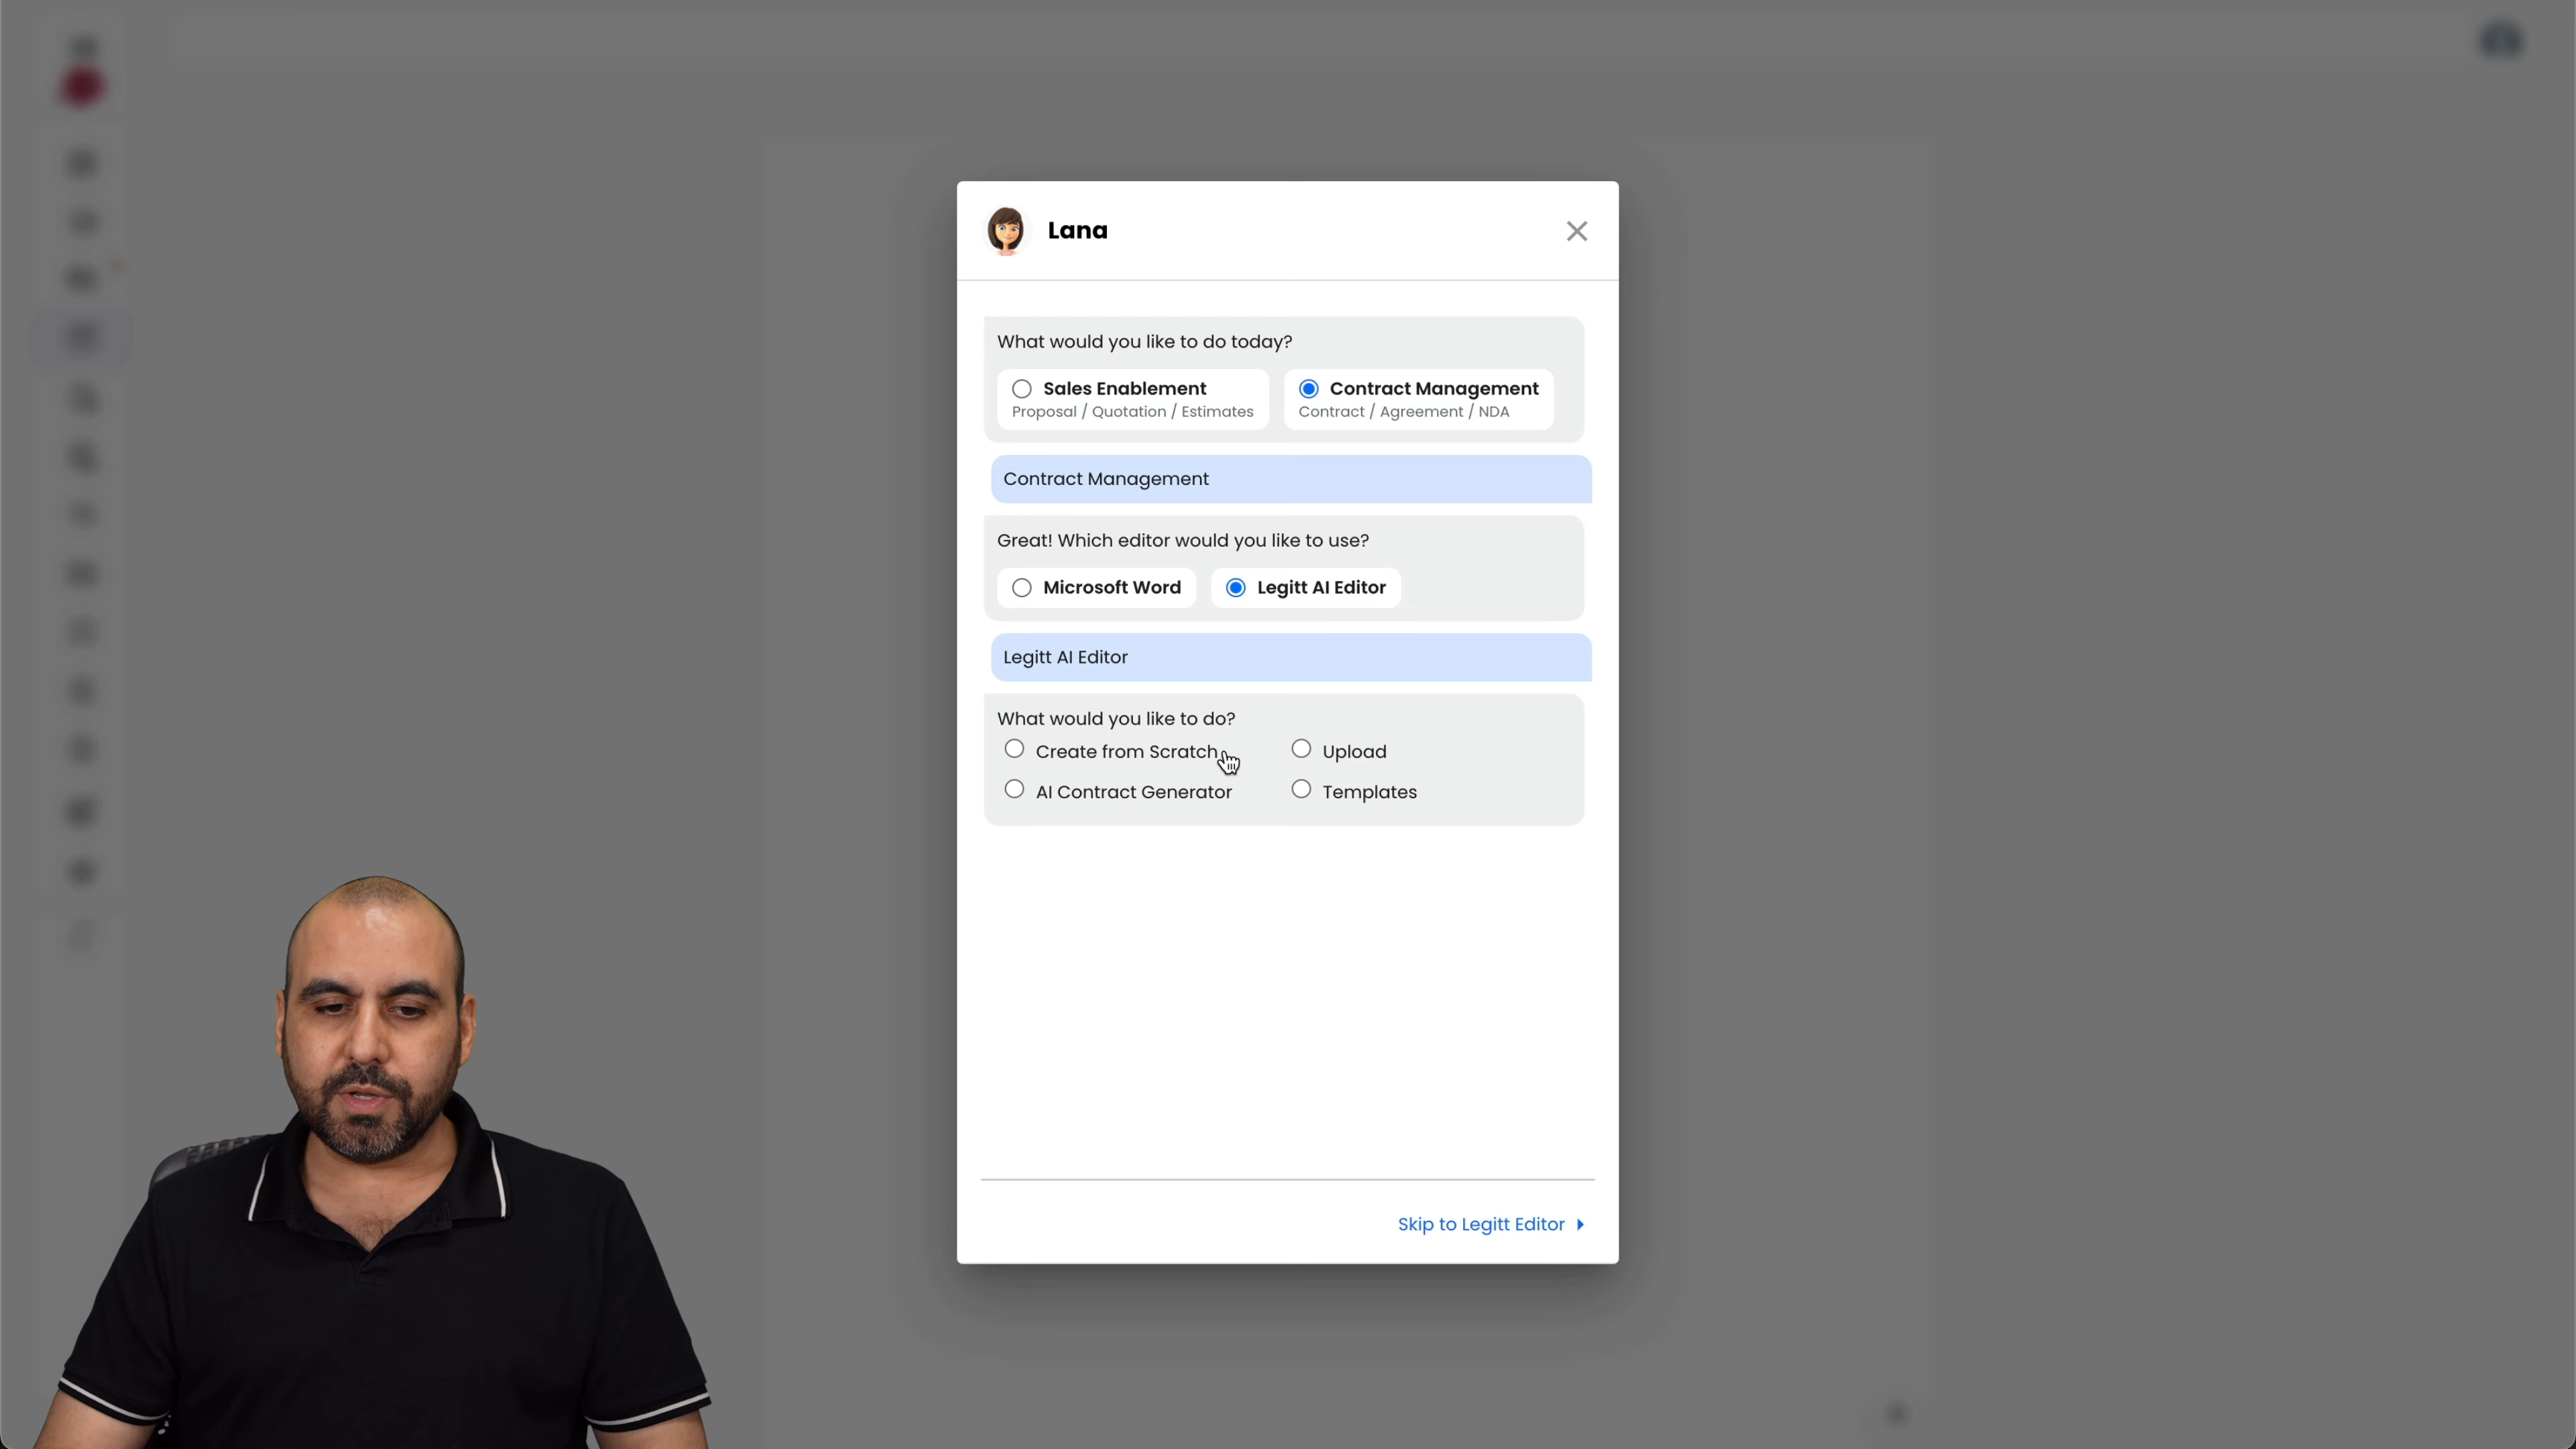 Lana
What would you like to do today?
Sales Enablement
Proposal / Quotation / Estimates
Contract Management
Contract / Agreement / NDA
Contract Management
Great! Which editor would you like to use?
Microsoft Word
Legitt AI Editor
Legitt AI Editor
What would you like to do?
Create from Scratch
Upload
AI Contract Generator
Templates
Skip to Legitt Editor